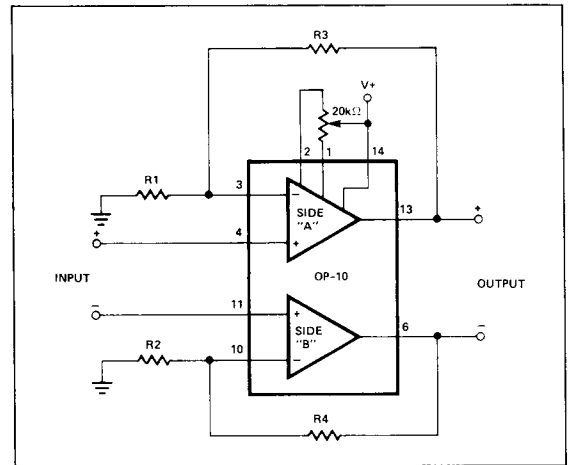 R3
V+
20kΩ
2 1 14
R1
3 − SIDE "A" 13 +
+ 4 +
INPUT OP-10 OUTPUT
− 11 + SIDE "B" 6 −
R2 10 −
R4